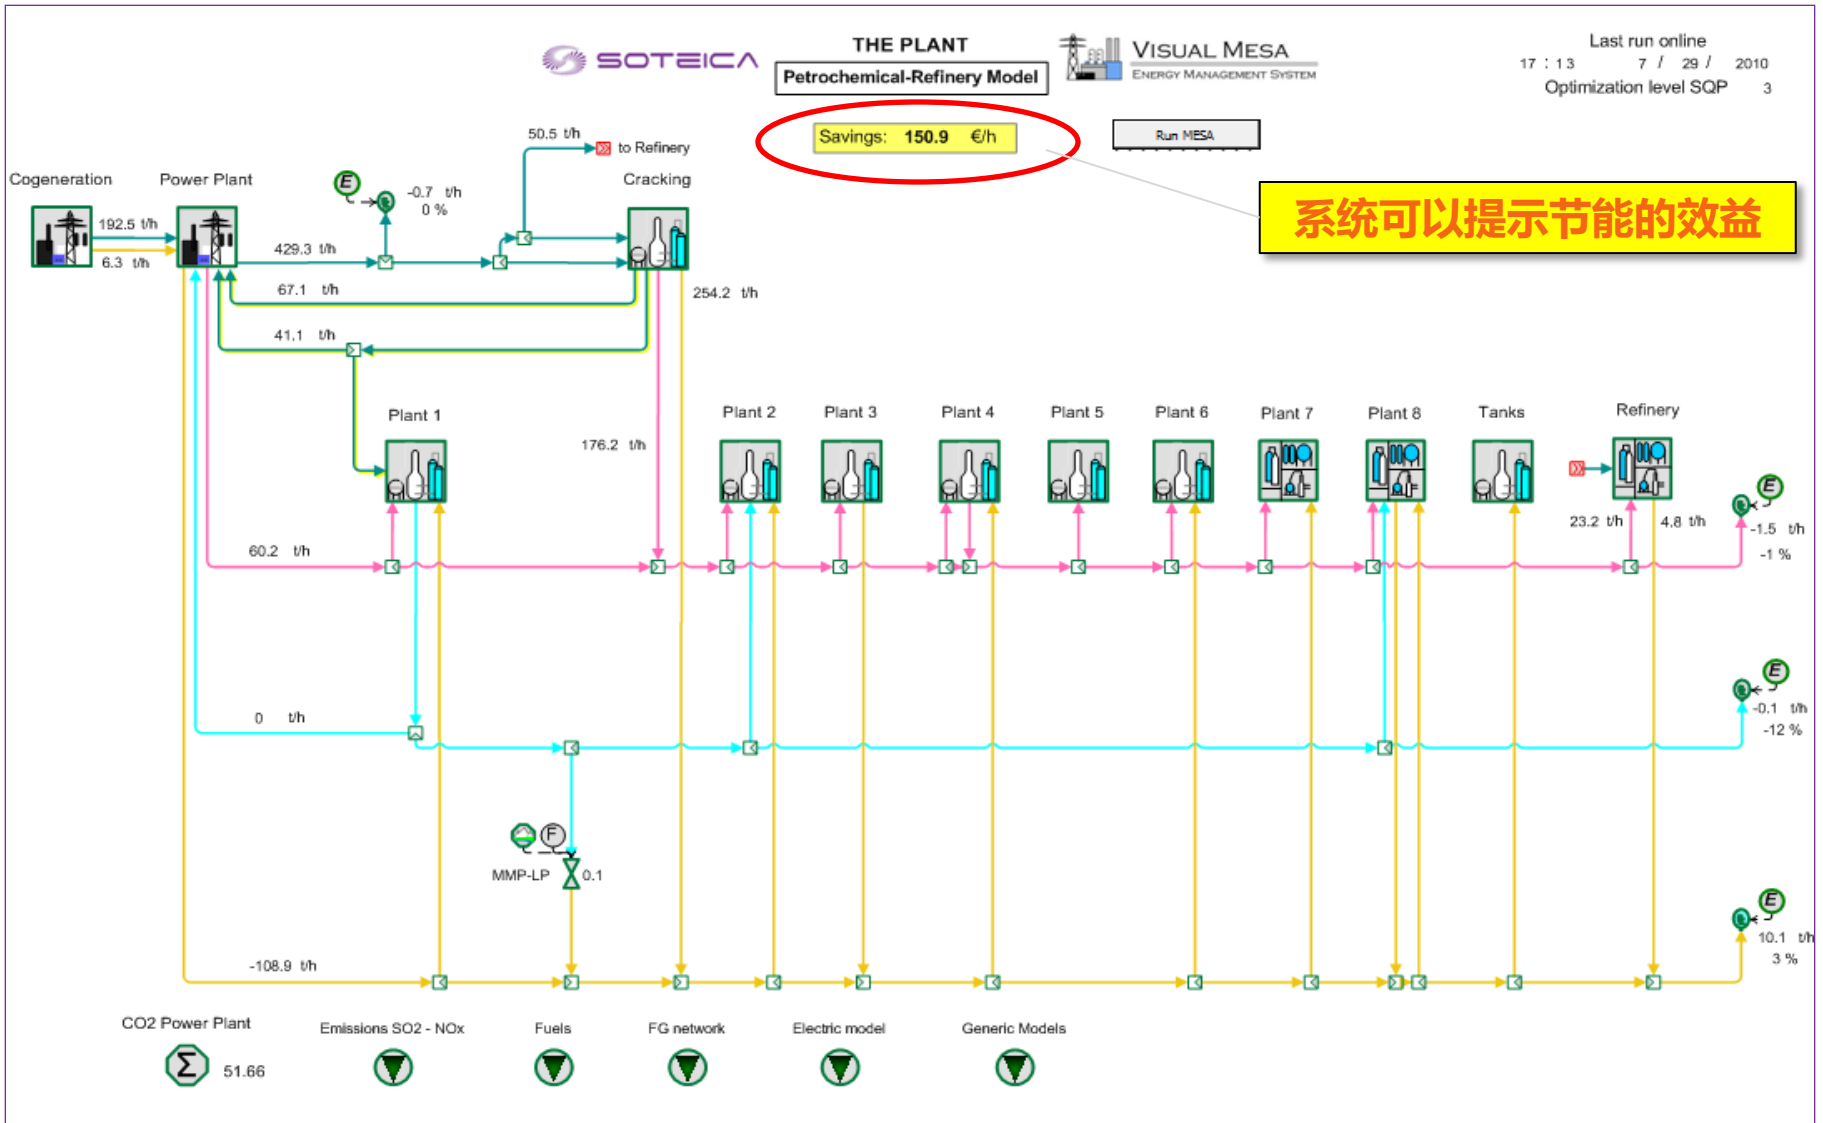 SOTEICA
THE PLANT
Petrochemical-Refinery Model
VISUAL MESA
ENERGY MANAGEMENT SYSTEM
Last run online
17 : 13 7 / 29 / 2010
Optimization level SQP 3
Savings: 150.9 €/h
Run MESA
系统可以提示节能的效益
50.5 t/h
to Refinery
Cogeneration
Power Plant
E
-0.7 t/h
0 %
Cracking
192.5 t/h
6.3 t/h
429.3 t/h
67.1 t/h
254.2 t/h
41.1 t/h
Plant 1
Plant 2
Plant 3
Plant 4
Plant 5
Plant 6
Plant 7
Plant 8
Tanks
Refinery
176.2 t/h
E
23.2 t/h
4.8 t/h
-1.5 t/h
-1 %
60.2 t/h
E
-0.1 t/h
-12 %
0 t/h
F
MMP-LP
0.1
E
10.1 t/h
3 %
-108.9 t/h
CO2 Power Plant
Emissions SO2 - NOx
Fuels
FG network
Electric model
Generic Models
Σ
51.66